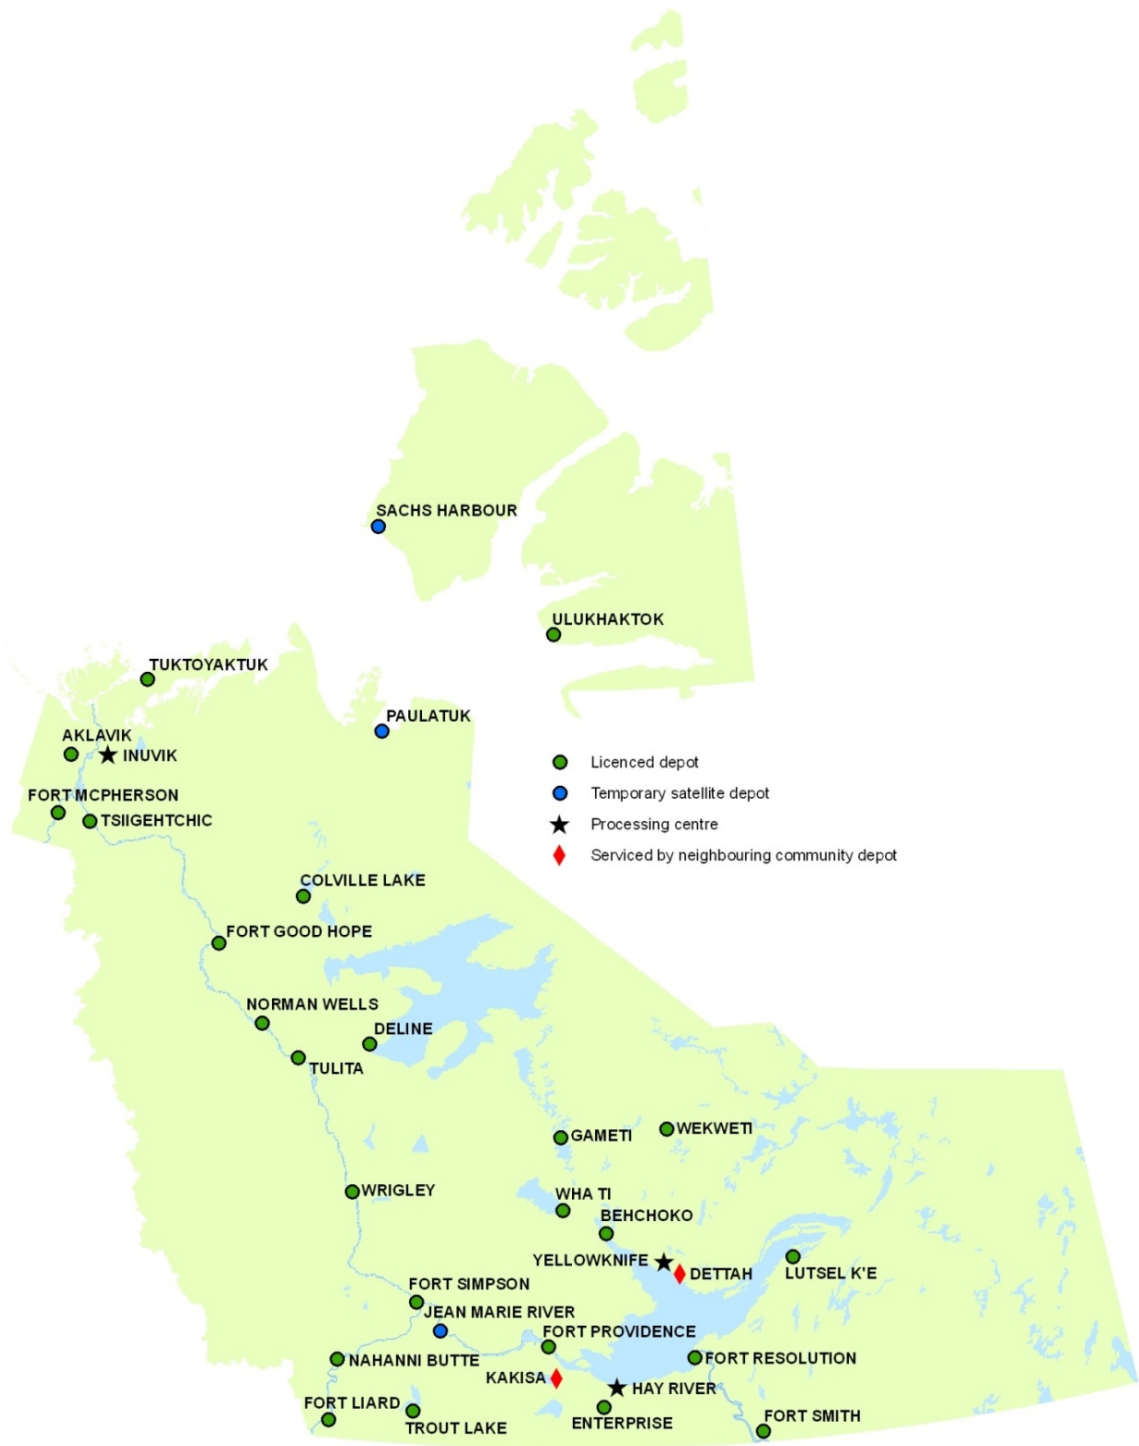 SACHS HARBOUR
ULUKHAKTOK
TUKTOYAKTUK
PAULATUK
AKLAVIK
INUVIK
Licenced depot
Temporary satellite depot
FORT MCPHERSON
TSIIGEHTCHIC
Processing centre
Serviced by neighbouring community depot
COLVILLE LAKE
FORT GOOD HOPE
NORMAN WELLS
DELINE
TULITA
GAMETI
WEKWETI
WRIGLEY
WHA TI
BEHCHOKO
YELLOWKNIFE
DETTAH
LUTSEL K'E
FORT SIMPSON
JEAN MARIE RIVER
FORT PROVIDENCE
NAHANNI BUTTE
FORT RESOLUTION
KAKISA
HAY RIVER
FORT LIARD
TROUT LAKE
ENTERPRISE
FORT SMITH